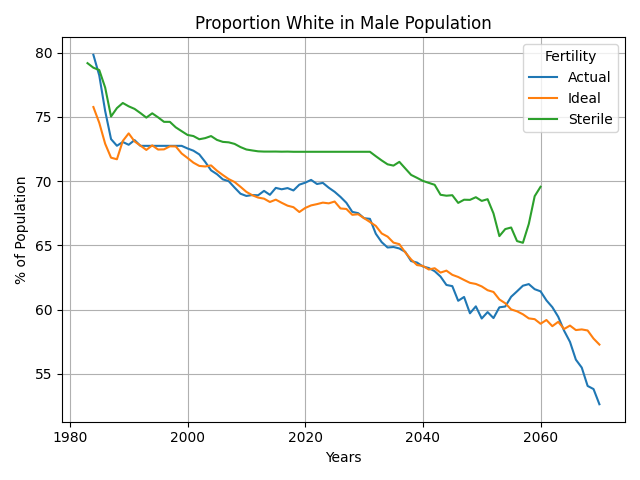 Proportion White in Male Population
% of Population
80
75
70
65
60
55
1980
2000
2020
2040
2060
Years
Fertility
Actual
Ideal
Sterile